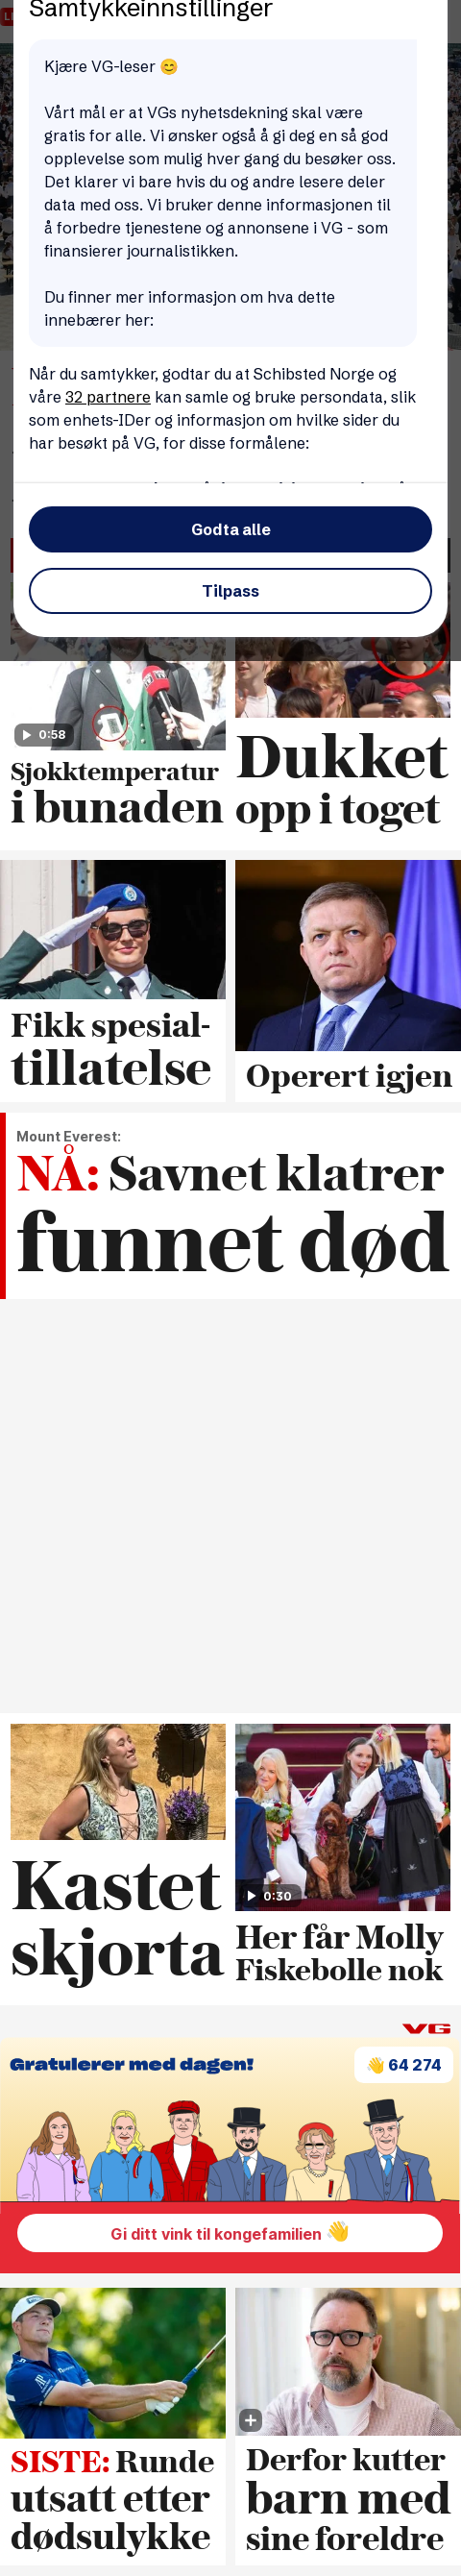 Samtykkeinnstillinger
Kjære VG-leser 😊
Vårt mål er at VGs nyhetsdekning skal være
gratis for alle. Vi ønsker også å gi deg en så god
opplevelse som mulig hver gang du besøker oss.
Det klarer vi bare hvis du og andre lesere deler
data med oss. Vi bruker denne informasjonen til
å forbedre tjenestene og annonsene i VG - som
finansierer journalistikken.
Du finner mer informasjon om hva dette
innebærer her:
Når du samtykker, godtar du at Schibsted Norge og
våre 32 partnere kan samle og bruke persondata, slik
som enhets-IDer og informasjon om hvilke sider du
har besøkt på VG, for disse formålene:
Godta alle
Tilpass
0:58
Sjokktemperatur
i bunaden
Dukket
opp i toget
Fikk spesial-
tillatelse
Operert igjen
Mount Everest:
NÅ: Savnet klatrer
funnet død
Kastet
skjorta
0:30
Her får Molly
Fiskebolle nok
VG
Gratulerer med dagen!
👋 64 274
Gi ditt vink til kongefamilien 👋
SISTE: Runde
utsatt etter
dødsulykke
Derfor kutter
barn med
sine foreldre